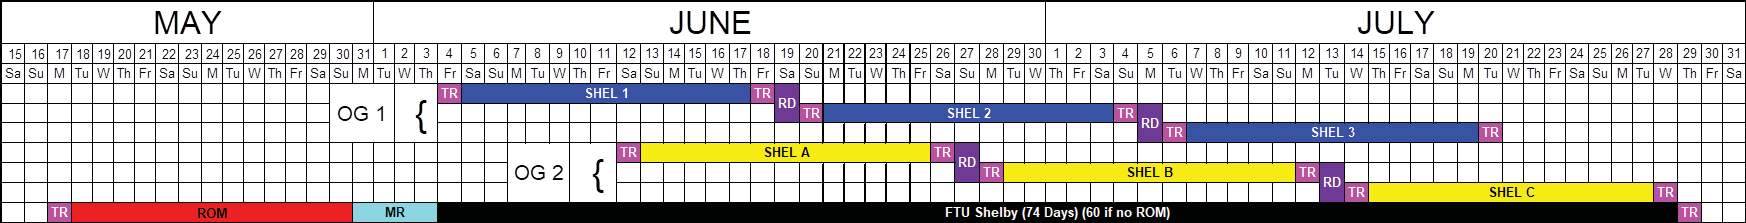 MAY JUNE JULY
15 16 17 18 19 20 21 22 23 24 25 26 27 28 29 30 31 1 2 3 4 5 6 7 8 9 10 11 12 13 14 15 16 17 18 19 20 21 22 23 24 25 26 27 28 29 30 1 2 3 4 5 6 7 8 9 10 11 12 13 14 15 16 17 18 19 20 21 22 23 24 25 26 27 28 29 30 31
Sa Su M Tu W Th Fr Sa Su M Tu W Th Fr Sa Su M Tu W Th Fr Sa Su M Tu W Th Fr Sa Su M Tu W Th Fr Sa Su M Tu W Th Fr Sa Su M Tu W Th Fr Sa Su M Tu W Th Fr Sa Su M Tu W Th Fr Sa Su M Tu W Th Fr Sa Su M Tu W Th Fr Sa
OG 1 {
TR SHEL 1 TR RD
TR SHEL 2 TR RD
TR SHEL 3 TR
OG 2 {
TR SHEL A TR RD
TR SHEL B TR RD
TR SHEL C TR
TR ROM MR FTU Shelby (74 Days) (60 if no ROM) TR